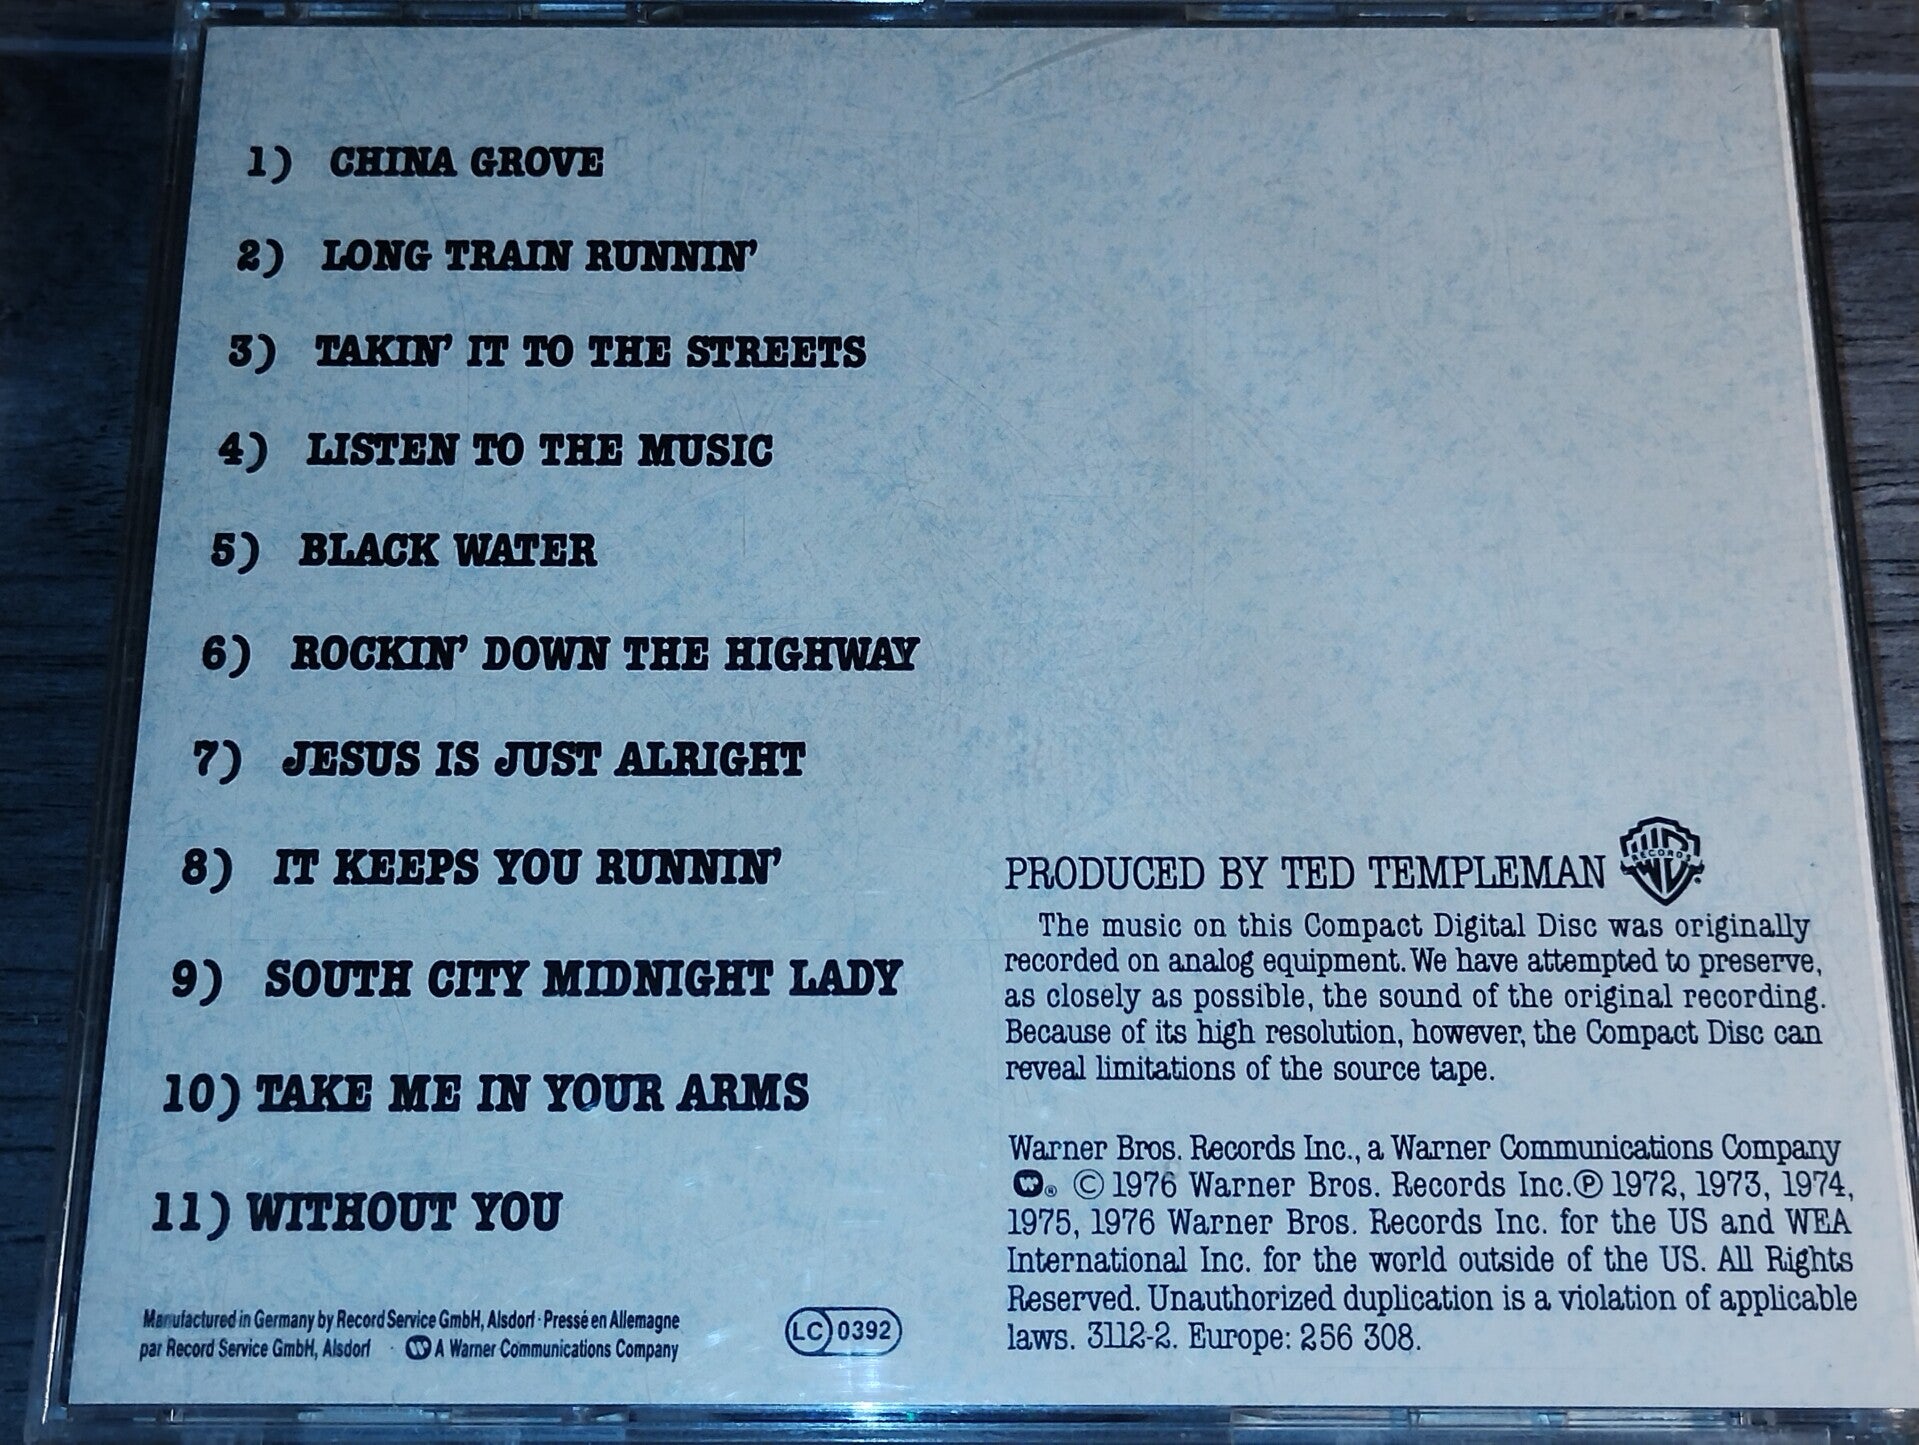 1) CHINA GROVE
2) LONG TRAIN RUNNIN'
3) TAKIN' IT TO THE STREETS
4) LISTEN TO THE MUSIC
5) BLACK WATER
6) ROCKIN' DOWN THE HIGHWAY
7) JESUS IS JUST ALRIGHT
8) IT KEEPS YOU RUNNIN'
9) SOUTH CITY MIDNIGHT LADY
10) TAKE ME IN YOUR ARMS
11) WITHOUT YOU
Manufactured in Germany by Record Service GmbH, Alsdorf · Pressé en Allemagne
par Record Service GmbH, Alsdorf · W A Warner Communications Company
LC 0392
PRODUCED BY TED TEMPLEMAN
RECORDS
WB
The music on this Compact Digital Disc was originally
recorded on analog equipment. We have attempted to preserve,
as closely as possible, the sound of the original recording.
Because of its high resolution, however, the Compact Disc can
reveal limitations of the source tape.
Warner Bros. Records Inc., a Warner Communications Company
W ® © 1976 Warner Bros. Records Inc. ℗ 1972, 1973, 1974,
1975, 1976 Warner Bros. Records Inc. for the US and WEA
International Inc. for the world outside of the US. All Rights
Reserved. Unauthorized duplication is a violation of applicable
laws. 3112-2. Europe: 256 308.